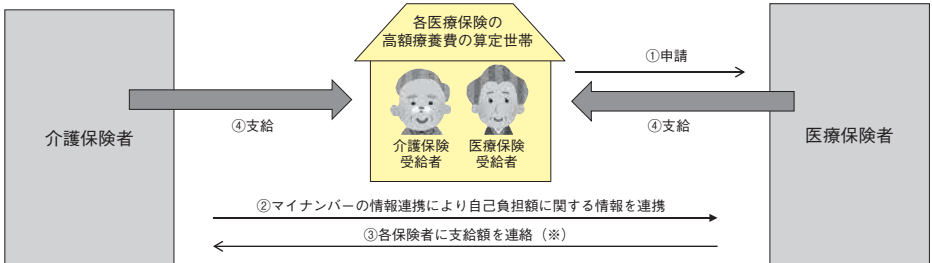 各医療保険の
高額療養費の算定世帯
①申請
④支給
④支給
介護保険者
医療保険者
介護保険
受給者
医療保険
受給者
②マイナンバーの情報連携により自己負担額に関する情報を連携
③各保険者に支給額を連絡（※）